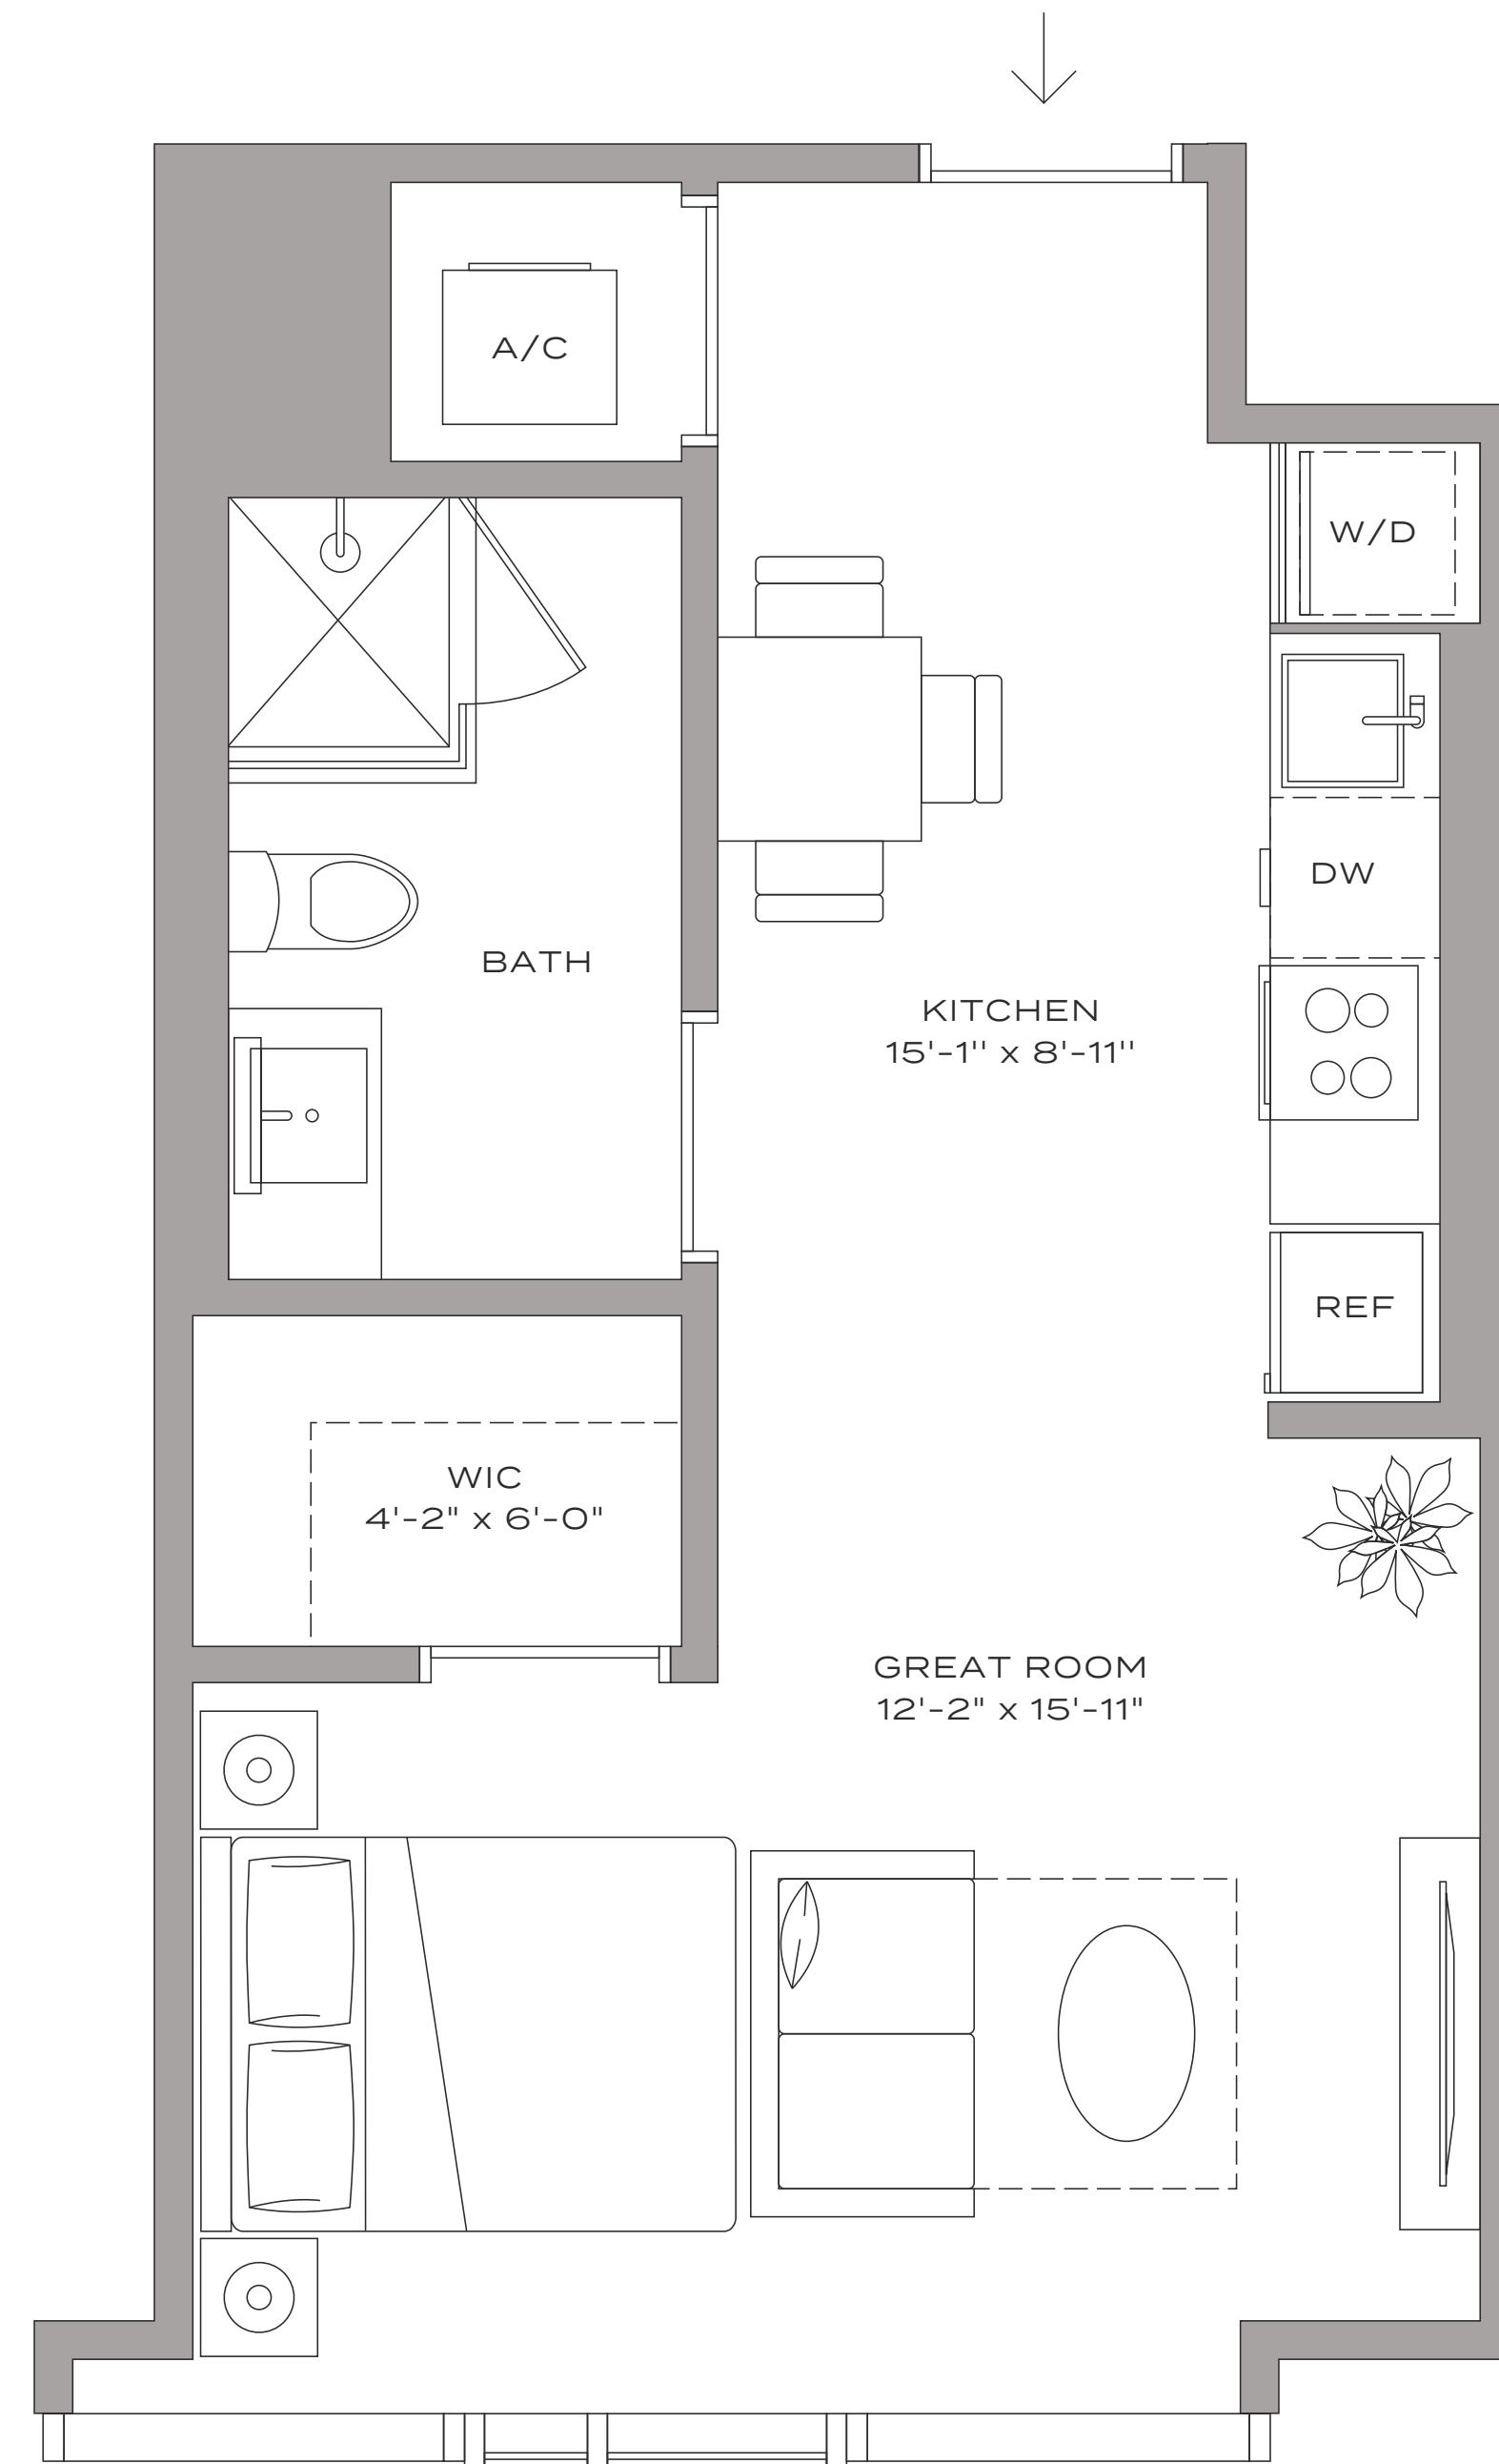 A/C
W/D
DW
BATH
KITCHEN
15'-1'' x 8'-11''
REF
WIC
4'-2" x 6'-0"
GREAT ROOM
12'-2" x 15'-11"